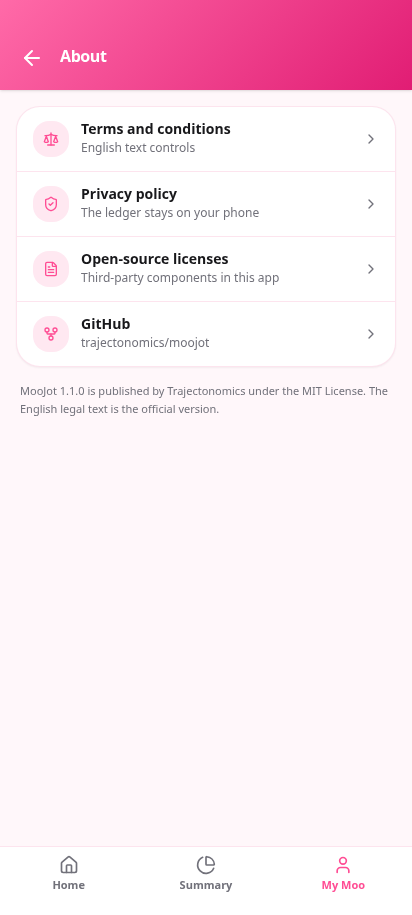 About
Terms and conditions
English text controls
Privacy policy
The ledger stays on your phone
Open-source licenses
Third-party components in this app
GitHub
trajectonomics/moojot
MooJot 1.1.0 is published by Trajectonomics under the MIT License. The
English legal text is the official version.
Home
Summary
My Moo